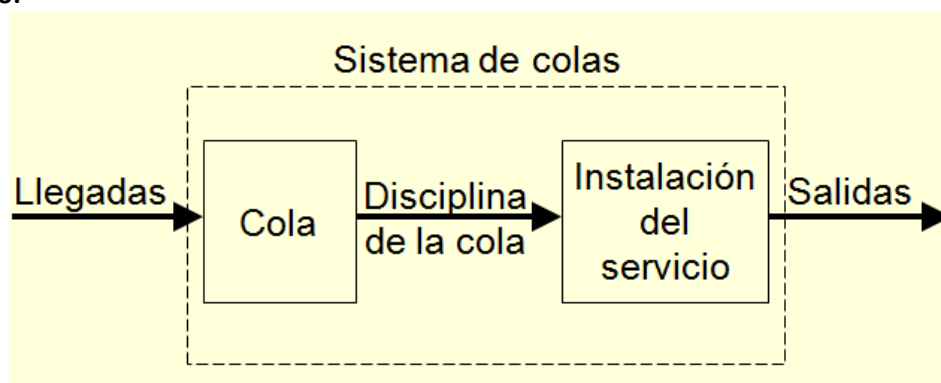 Sistema de colas
Llegadas
Cola
Disciplina
de la cola
Instalación
del
servicio
Salidas